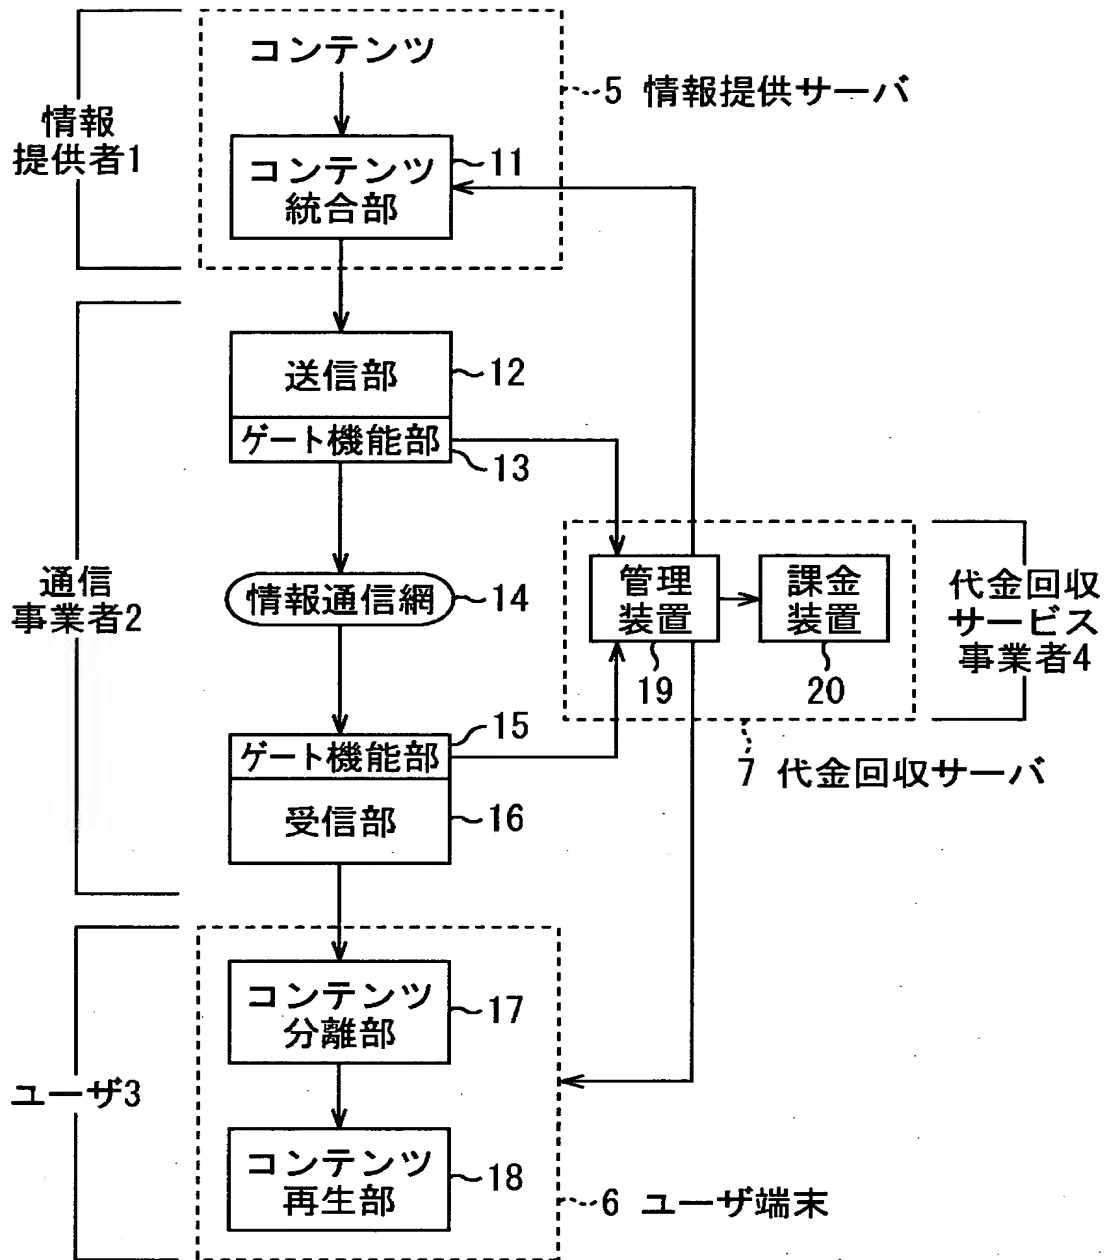 コンテンツ
5 情報提供サーバ
情報
提供者1
コンテンツ
統合部
11
送信部
12
ゲート機能部
13
情報通信網
14
通信
事業者2
管理
装置
19
課金
装置
20
代金回収
サービス
事業者4
7 代金回収サーバ
ゲート機能部
15
受信部
16
コンテンツ
分離部
17
ユーザ3
コンテンツ
再生部
18
6 ユーザ端末